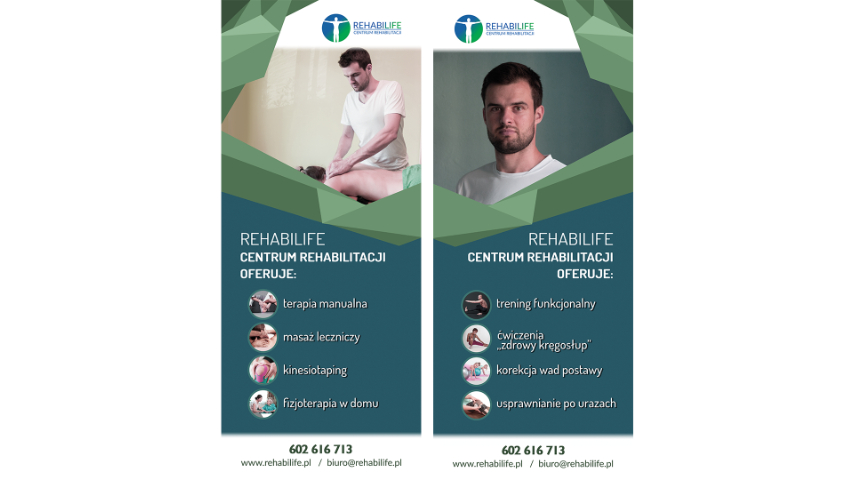 REHABILIFE
CENTRUM REHABILITACJI
REHABILIFE
CENTRUM REHABILITACJI
OFERUJE:
terapia manualna
masaż leczniczy
kinesiotaping
fizjoterapia w domu
602 616 713
www.rehabilife.pl / biuro@rehabilife.pl
REHABILIFE
CENTRUM REHABILITACJI
REHABILIFE
CENTRUM REHABILITACJI
OFERUJE:
trening funkcjonalny
ćwiczenia
„zdrowy kręgosłup”
korekcja wad postawy
usprawnianie po urazach
602 616 713
www.rehabilife.pl / biuro@rehabilife.pl